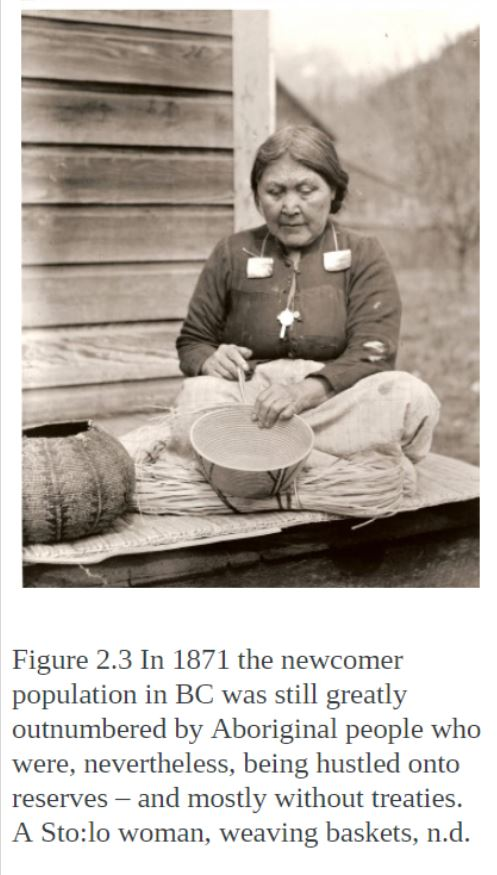 Figure 2.3 In 1871 the newcomer
population in BC was still greatly
outnumbered by Aboriginal people who
were, nevertheless, being hustled onto
reserves – and mostly without treaties.
A Sto:lo woman, weaving baskets, n.d.